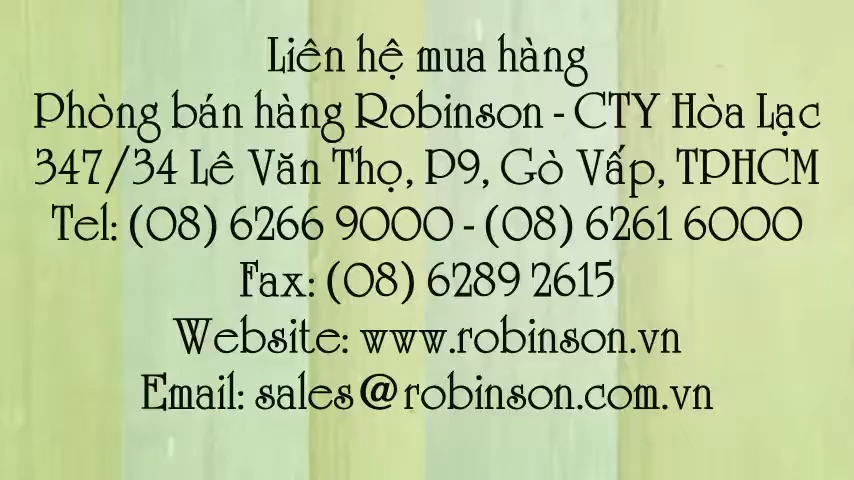 Liên hệ mua hàng
Phòng bán hàng Robinson - CTY Hòa Lạc
347/34 Lê Văn Thọ, P9, Gò Vấp, TPHCM
Tel: (08) 6266 9000 - (08) 6261 6000
Fax: (08) 6289 2615
Website: www.robinson.vn
Email: sales@robinson.com.vn